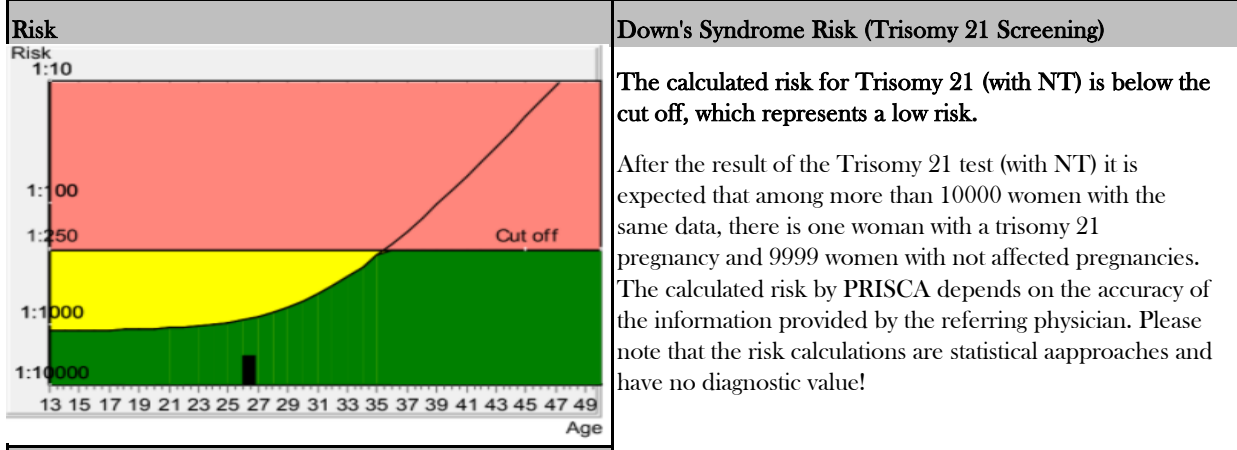 Risk
Risk
1:10
1:100
1:250
Cut off
1:1000
1:10000
13 15 17 19 21 23 25 27 29 31 33 35 37 39 41 43 45 47 49
Age
Down's Syndrome Risk (Trisomy 21 Screening)
The calculated risk for Trisomy 21 (with NT) is below the
cut off, which represents a low risk.
After the result of the Trisomy 21 test (with NT) it is
expected that among more than 10000 women with the
same data, there is one woman with a trisomy 21
pregnancy and 9999 women with not affected pregnancies.
The calculated risk by PRISCA depends on the accuracy of
the information provided by the referring physician. Please
note that the risk calculations are statistical aapproaches and
have no diagnostic value!